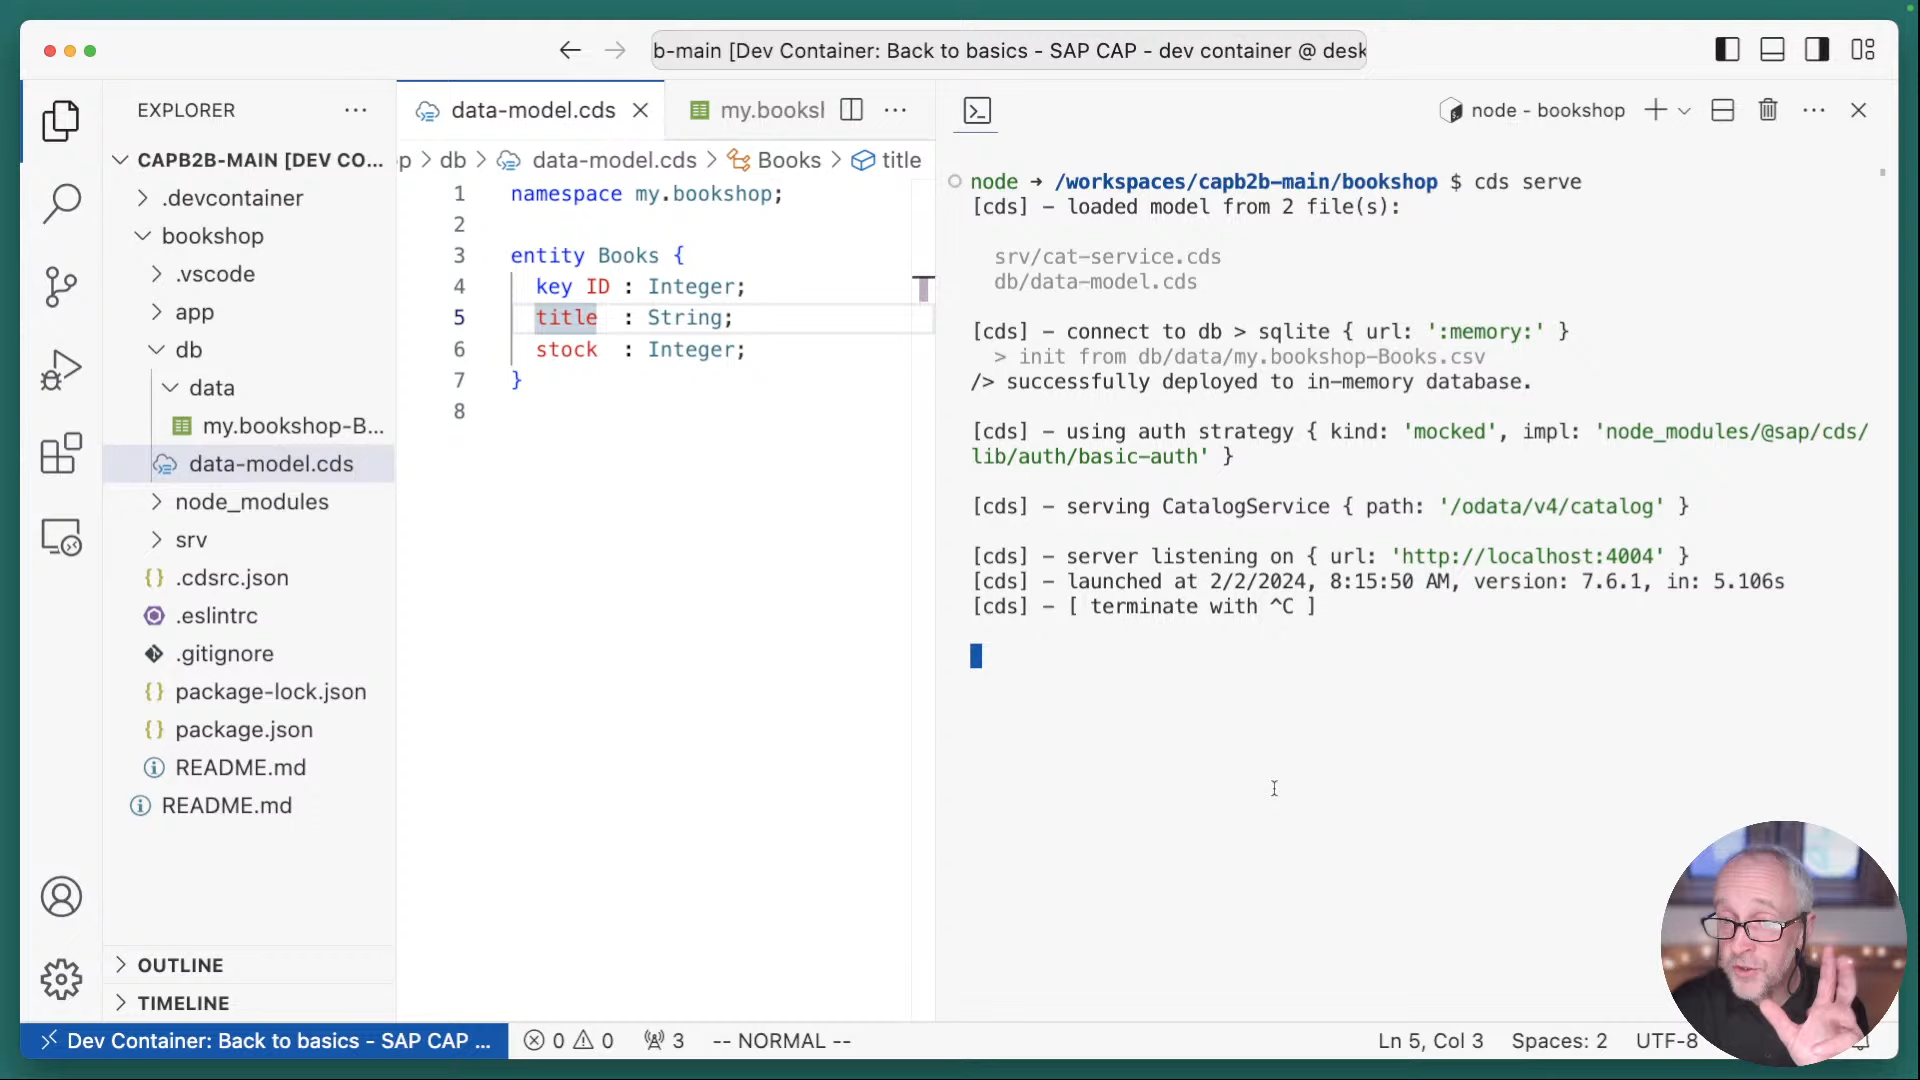 b-main [Dev Container: Back to basics - SAP CAP - dev container @ desk
EXPLORER
CAPB2B-MAIN [DEV CO...
.devcontainer
bookshop
.vscode
app
db
data
my.bookshop-B...
data-model.cds
node_modules
srv
.cdsrc.json
.eslintrc
.gitignore
package-lock.json
package.json
README.md
README.md
OUTLINE
TIMELINE
data-model.cds
my.booksl
p > db > data-model.cds > Books > title
1 namespace my.bookshop;
2
3 entity Books {
4 key ID : Integer;
5 title : String;
6 stock : Integer;
7 }
8
node - bookshop
node → /workspaces/capb2b-main/bookshop $ cds serve
[cds] - loaded model from 2 file(s):
srv/cat-service.cds
db/data-model.cds
[cds] - connect to db > sqlite { url: ':memory:' }
> init from db/data/my.bookshop-Books.csv
/> successfully deployed to in-memory database.
[cds] - using auth strategy { kind: 'mocked', impl: 'node_modules/@sap/cds/
lib/auth/basic-auth' }
[cds] - serving CatalogService { path: '/odata/v4/catalog' }
[cds] - server listening on { url: 'http://localhost:4004' }
[cds] - launched at 2/2/2024, 8:15:50 AM, version: 7.6.1, in: 5.106s
[cds] - [ terminate with ^C ]
Dev Container: Back to basics - SAP CAP ... 0 0 3 -- NORMAL -- Ln 5, Col 3 Spaces: 2 UTF-8